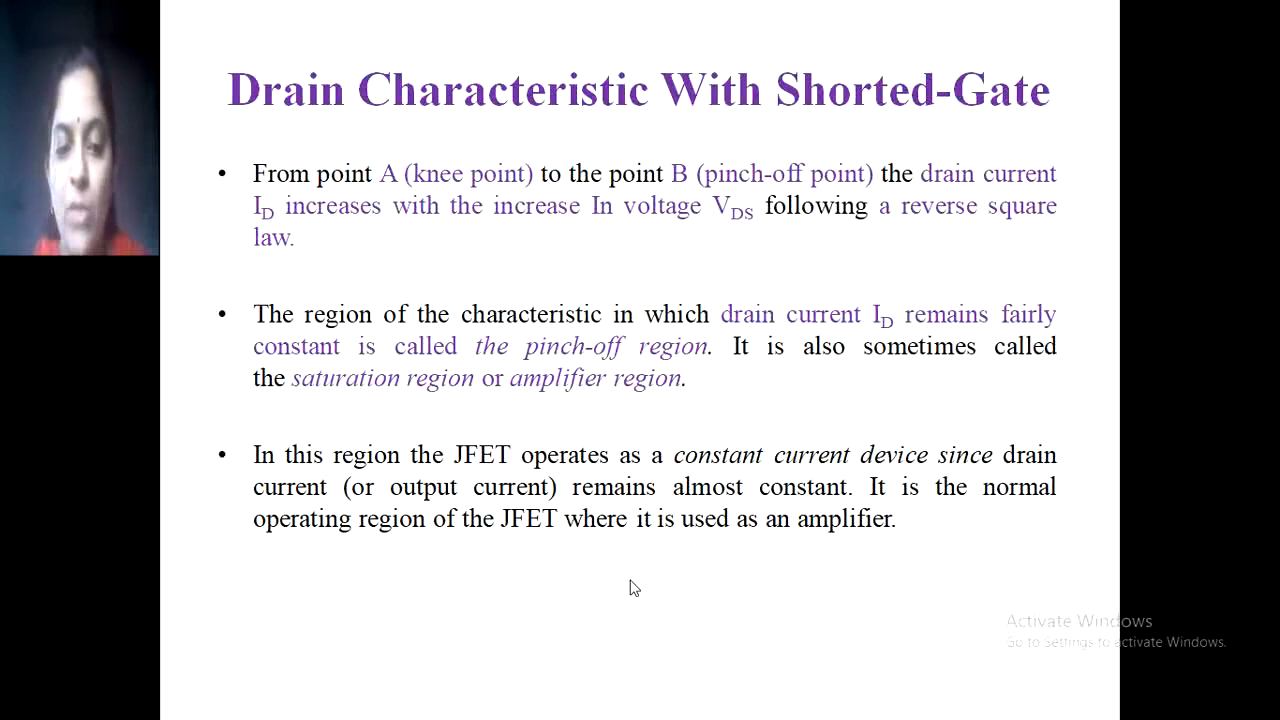 Drain Characteristic With Shorted-Gate
• From point A (knee point) to the point B (pinch-off point) the drain current
I_D increases with the increase In voltage V_DS following a reverse square
law.
• The region of the characteristic in which drain current I_D remains fairly
constant is called the pinch-off region. It is also sometimes called
the saturation region or amplifier region.
• In this region the JFET operates as a constant current device since drain
current (or output current) remains almost constant. It is the normal
operating region of the JFET where it is used as an amplifier.
Activate Windows
Go to Settings to activate Windows.